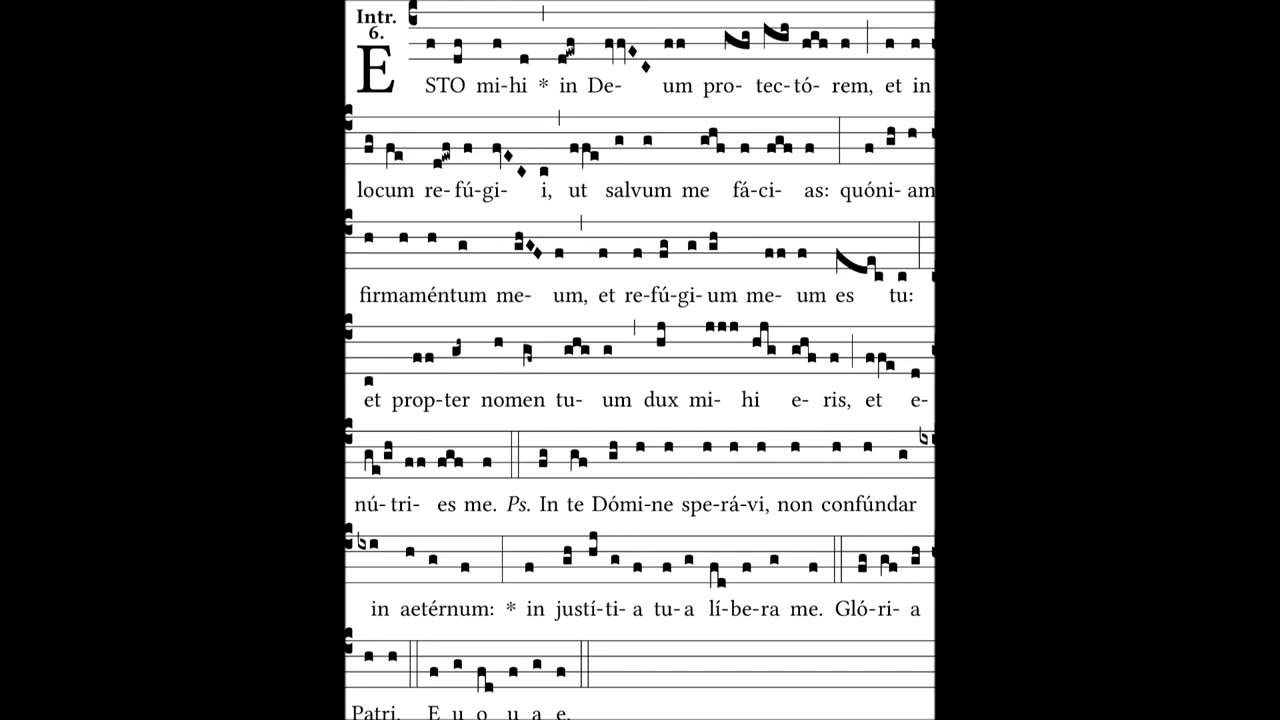 Intr.
6.
ESTO mi-hi * in De- um pro- tec-tó- rem, et in
locum re-fú-gi- i, ut salvum me fá-ci- as: quóni- am
firmaméntum me- um, et re-fú-gi- um me- um es tu:
et prop-ter nomen tu- um dux mi- hi e- ris, et e-
nú-tri- es me. Ps. In te Dómi-ne spe-rá-vi, non confúndar
in aetérnum: * in justí-ti- a tu-a lí-be-ra me. Gló-ri- a
Patri. E u o u a e.